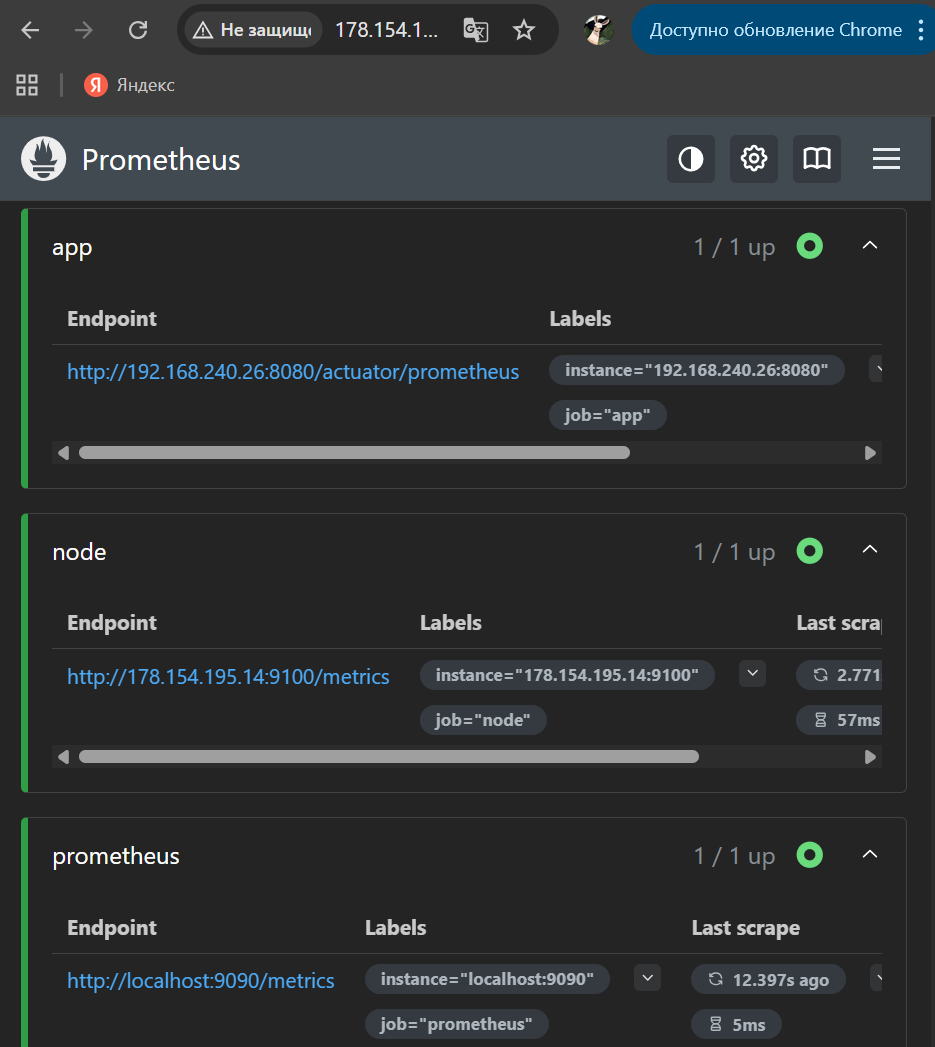 Не защищ
178.154.1...
Доступно обновление Chrome
Яндекс
Prometheus
app
1 / 1 up
Endpoint
Labels
http://192.168.240.26:8080/actuator/prometheus
instance="192.168.240.26:8080"
job="app"
node
1 / 1 up
Endpoint
Labels
Last scra
http://178.154.195.14:9100/metrics
instance="178.154.195.14:9100"
2.771
job="node"
57ms
prometheus
1 / 1 up
Endpoint
Labels
Last scrape
http://localhost:9090/metrics
instance="localhost:9090"
12.397s ago
job="prometheus"
5ms